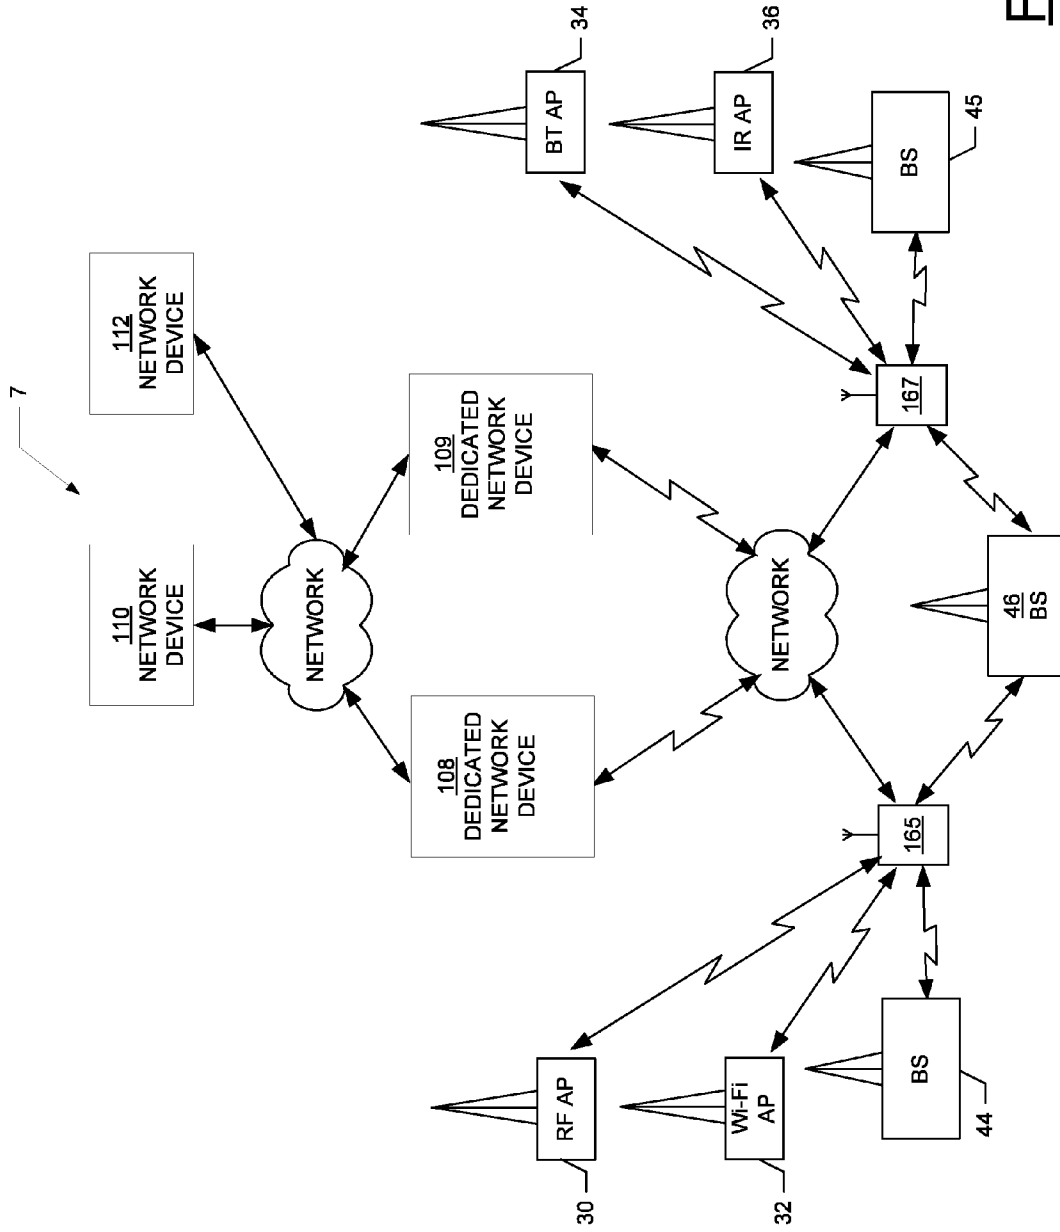 7
110
NETWORK
DEVICE
112
NETWORK
DEVICE
NETWORK
108
DEDICATED
NETWORK
DEVICE
109
DEDICATED
NETWORK
DEVICE
RF AP
30
BT AP
34
Wi-Fi
AP
32
NETWORK
IR AP
36
165
167
BS
44
46
BS
BS
45